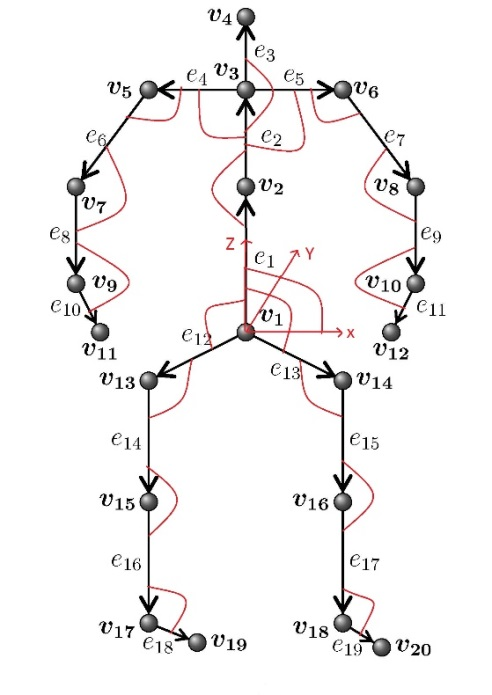 v₄
e₃
v₅ e₄ v₃ e₅ v₆
e₆ e₂ e₇
v₇ v₂ v₈
e₈ Z Y e₉
e₁
v₉ v₁₀
e₁₀ v₁ X e₁₁
v₁₁ e₁₂ v₁₂
v₁₃ e₁₃ v₁₄
e₁₄ e₁₅
v₁₅ v₁₆
e₁₆ e₁₇
v₁₇ v₁₈
e₁₈ v₁₉ e₁₉ v₂₀